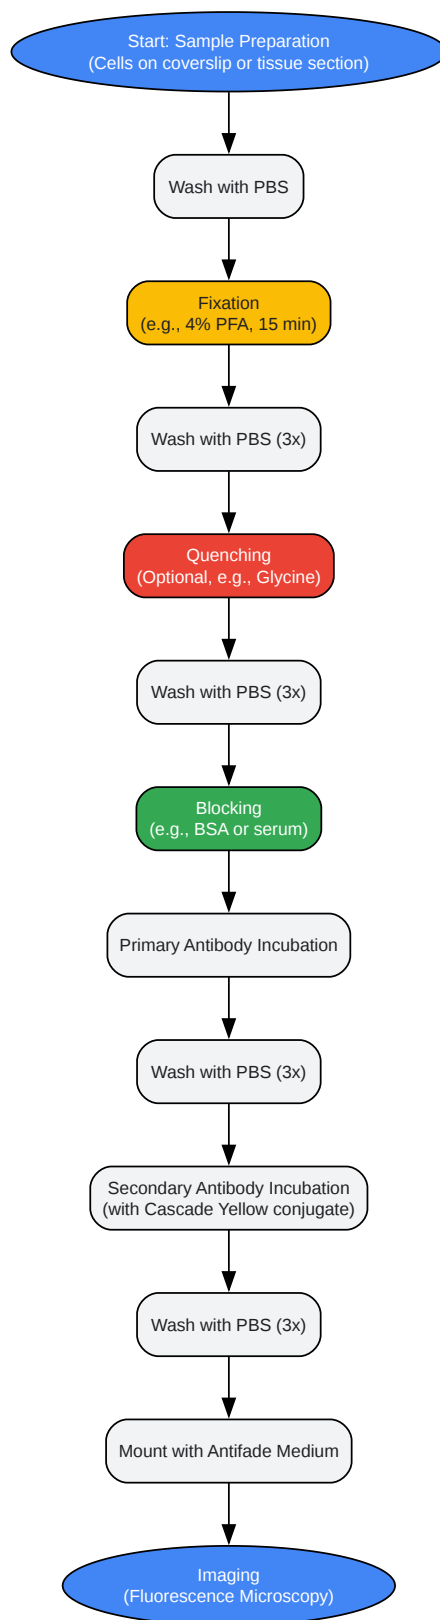 Start: Sample Preparation
(Cells on coverslip or tissue section)
Wash with PBS
Fixation
(e.g., 4% PFA, 15 min)
Wash with PBS (3x)
Quenching
(Optional, e.g., Glycine)
Wash with PBS (3x)
Blocking
(e.g., BSA or serum)
Primary Antibody Incubation
Wash with PBS (3x)
Secondary Antibody Incubation
(with Cascade Yellow conjugate)
Wash with PBS (3x)
Mount with Antifade Medium
Imaging
(Fluorescence Microscopy)